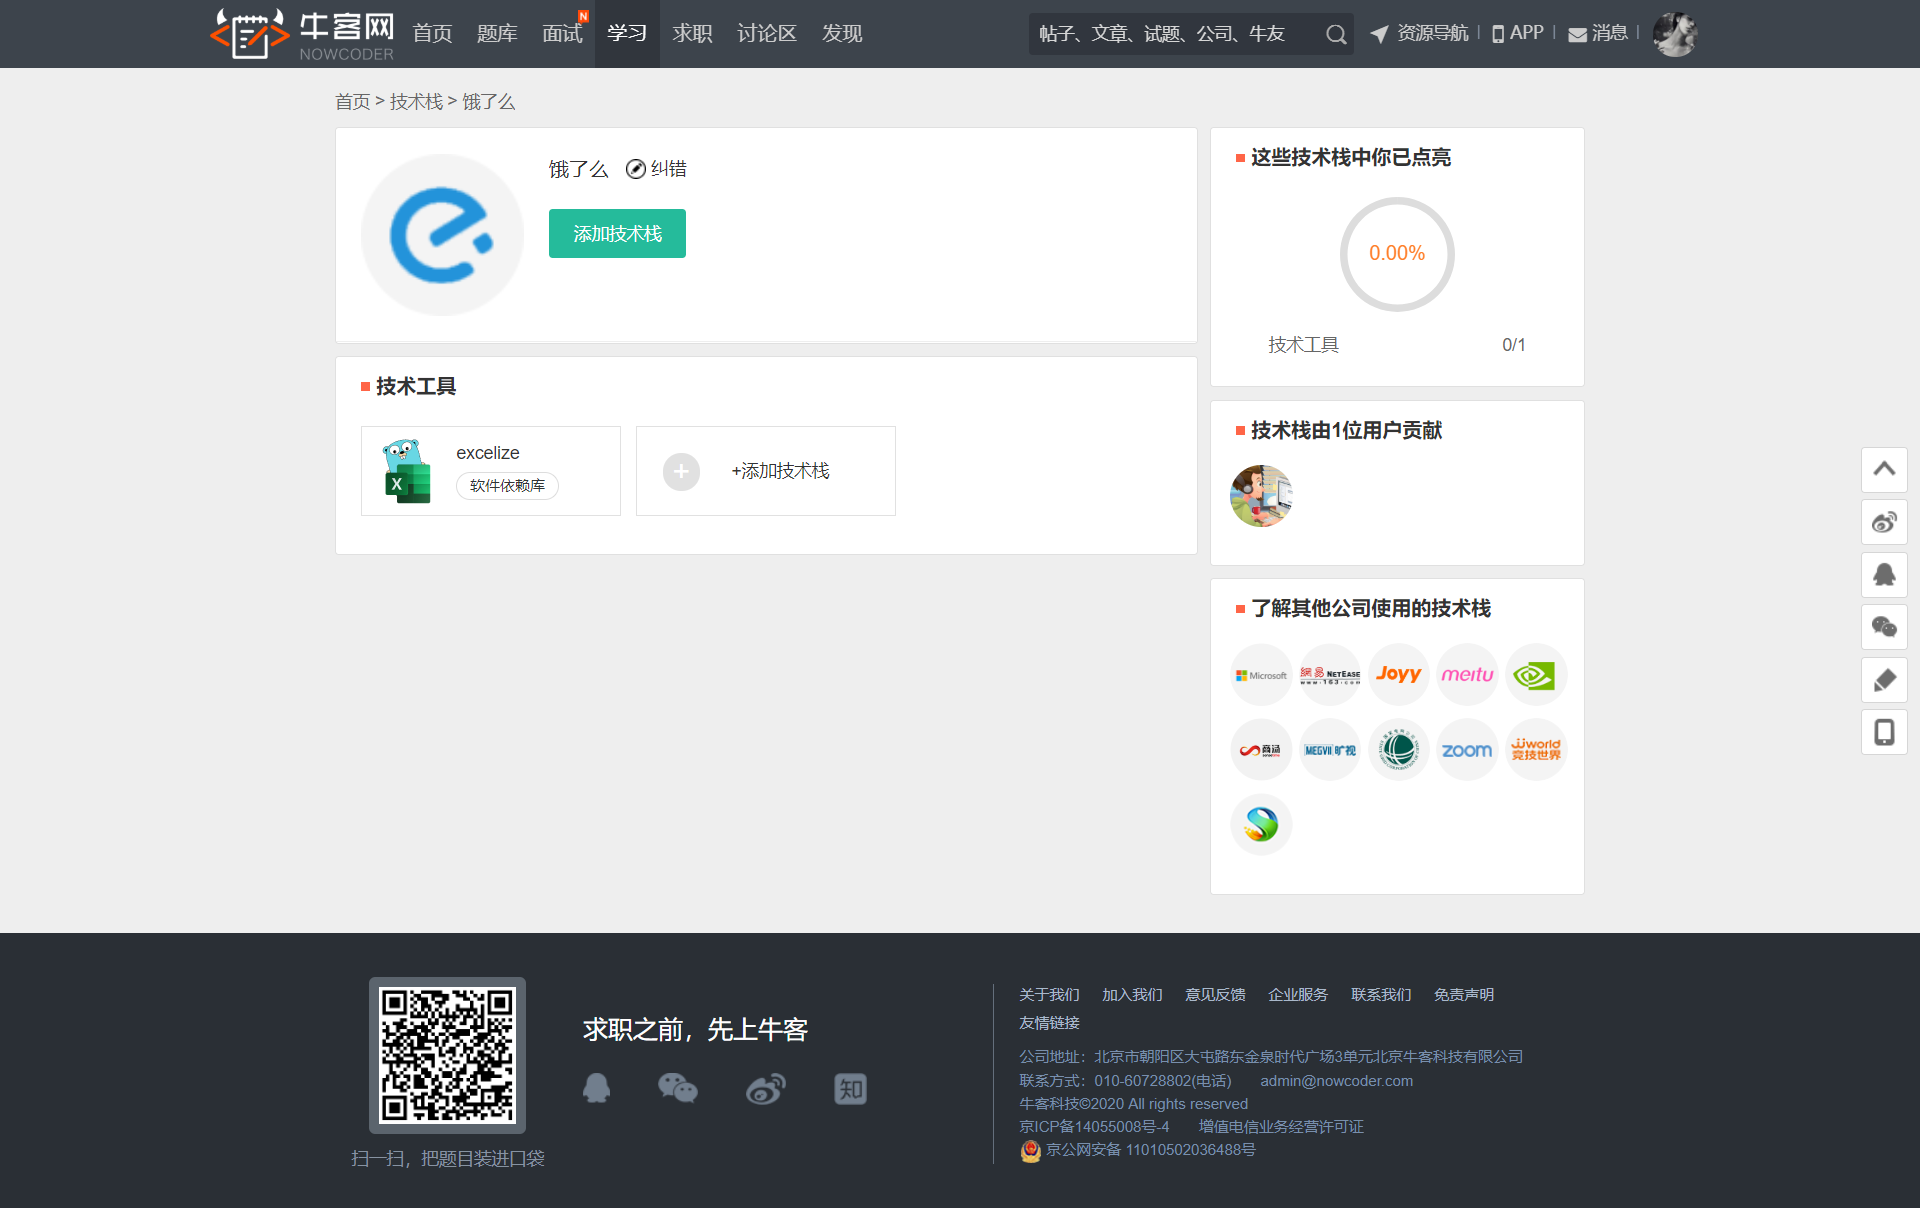 牛客网
NOWCODER
首页
题库
面试
N
学习
求职
讨论区
发现
帖子、文章、试题、公司、牛友
资源导航
APP
消息
首页 > 技术栈 > 饿了么
饿了么
纠错
添加技术栈
技术工具
X
excelize
软件依赖库
+添加技术栈
这些技术栈中你已点亮
0.00%
技术工具
0/1
技术栈由1位用户贡献
了解其他公司使用的技术栈
Microsoft
網易 NETEASE
www.163.com
Joyy
meitu
商汤
MEGVII 旷视
zoom
jjworld
竞技世界
求职之前，先上牛客
知
扫一扫，把题目装进口袋
关于我们 加入我们 意见反馈 企业服务 联系我们 免责声明
友情链接
公司地址：北京市朝阳区大屯路东金泉时代广场3单元北京牛客科技有限公司
联系方式：010-60728802(电话) admin@nowcoder.com
牛客科技©2020 All rights reserved
京ICP备14055008号-4 增值电信业务经营许可证
京公网安备 11010502036488号